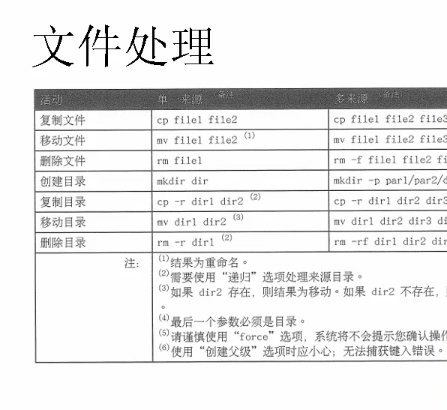 文件处理
活动 单 来源 备注 多来源 备注
复制文件 cp file1 file2 cp file1 file2 file3
移动文件 mv file1 file2 (1) mv file1 file2 file3
删除文件 rm file1 rm -f file1 file2
创建目录 mkdir dir mkdir -p par1/par2/
复制目录 cp -r dir1 dir2 (2) cp -r dir1 dir2 dir3
移动目录 mv dir1 dir2 (3) mv dir1 dir2 dir3
删除目录 rm -r dir1 (2) rm -rf dir1 dir2
注: (1)结果为重命名。
(2)需要使用“递归”选项处理来源目录。
(3)如果 dir2 存在, 则结果为移动。如果 dir2 不存在,
。
(4)最后一个参数必须是目录。
(5)请谨慎使用“force”选项, 系统将不会提示您确认操
(6)使用“创建父级”选项时应小心; 无法捕获键入错误。